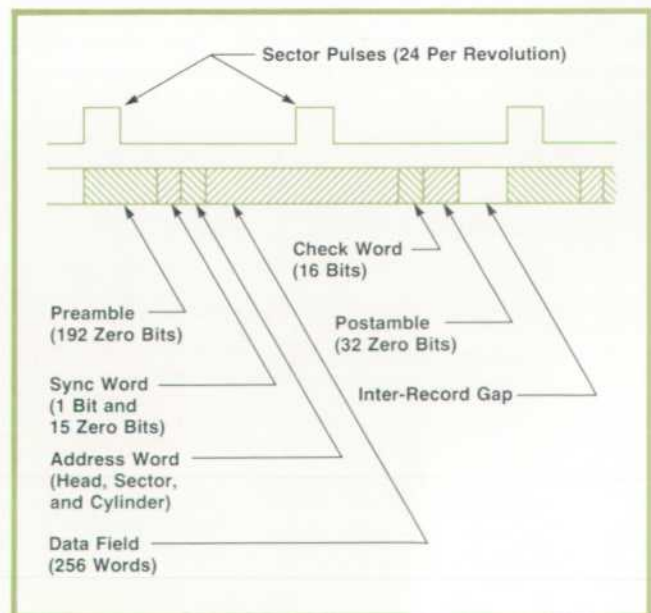 Sector Pulses (24 Per Revolution)
Check Word
(16 Bits)
Preamble
(192 Zero Bits)
Postamble
(32 Zero Bits)
Sync Word
(1 Bit and
15 Zero Bits)
Inter-Record Gap
Address Word
(Head, Sector,
and Cylinder)
Data Field
(256 Words)